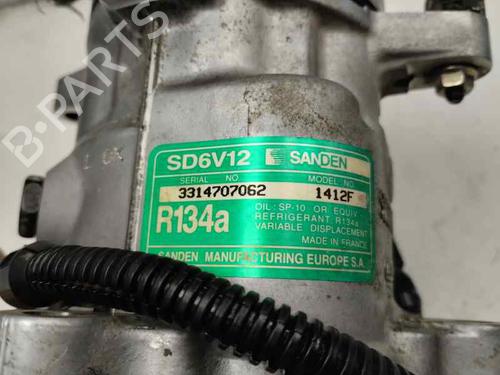 SD6V12 SANDEN
SERIAL NO. MODEL NO.
3314707062 1412F
R134a
OIL: SP-10 OR EQUIV.
REFRIGERANT R134a
VARIABLE DISPLACEMENT
MADE IN FRANCE
SANDEN MANUFACTURING EUROPE S.A.